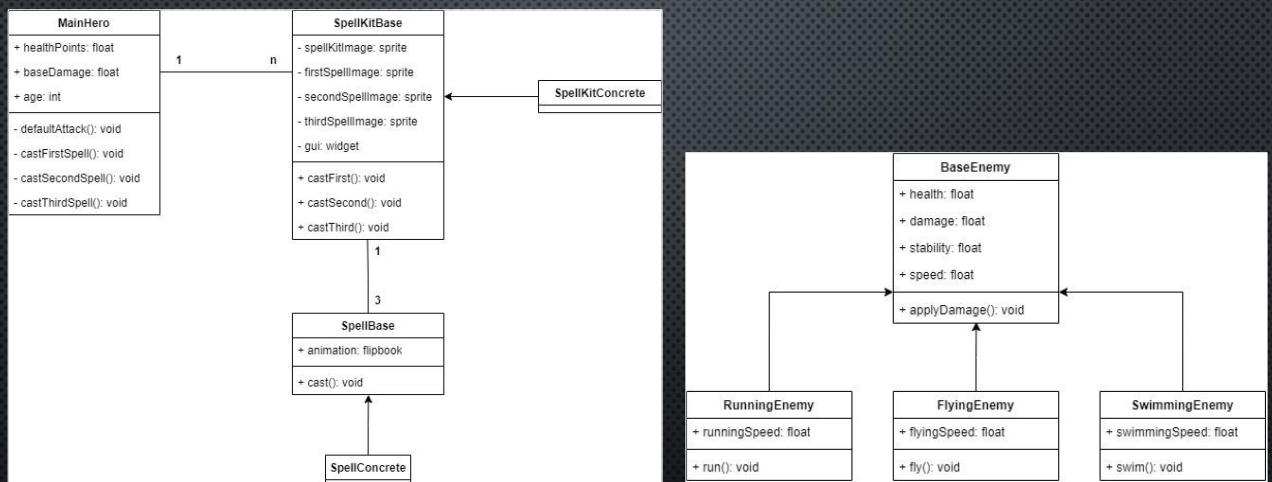 MainHero
+ healthPoints: float
+ baseDamage: float
+ age: int
- defaultAttack(): void
- castFirstSpell(): void
- castSecondSpell(): void
- castThirdSpell(): void
1
n
SpellKitBase
- spellKitImage: sprite
- firstSpellImage: sprite
- secondSpellImage: sprite
- thirdSpellImage: sprite
- gui: widget
+ castFirst(): void
+ castSecond(): void
+ castThird(): void
SpellKitConcrete
1
3
SpellBase
+ animation: flipbook
+ cast(): void
SpellConcrete
BaseEnemy
+ health: float
+ damage: float
+ stability: float
+ speed: float
+ applyDamage(): void
RunningEnemy
+ runningSpeed: float
+ run(): void
FlyingEnemy
+ flyingSpeed: float
+ fly(): void
SwimmingEnemy
+ swimmingSpeed: float
+ swim(): void